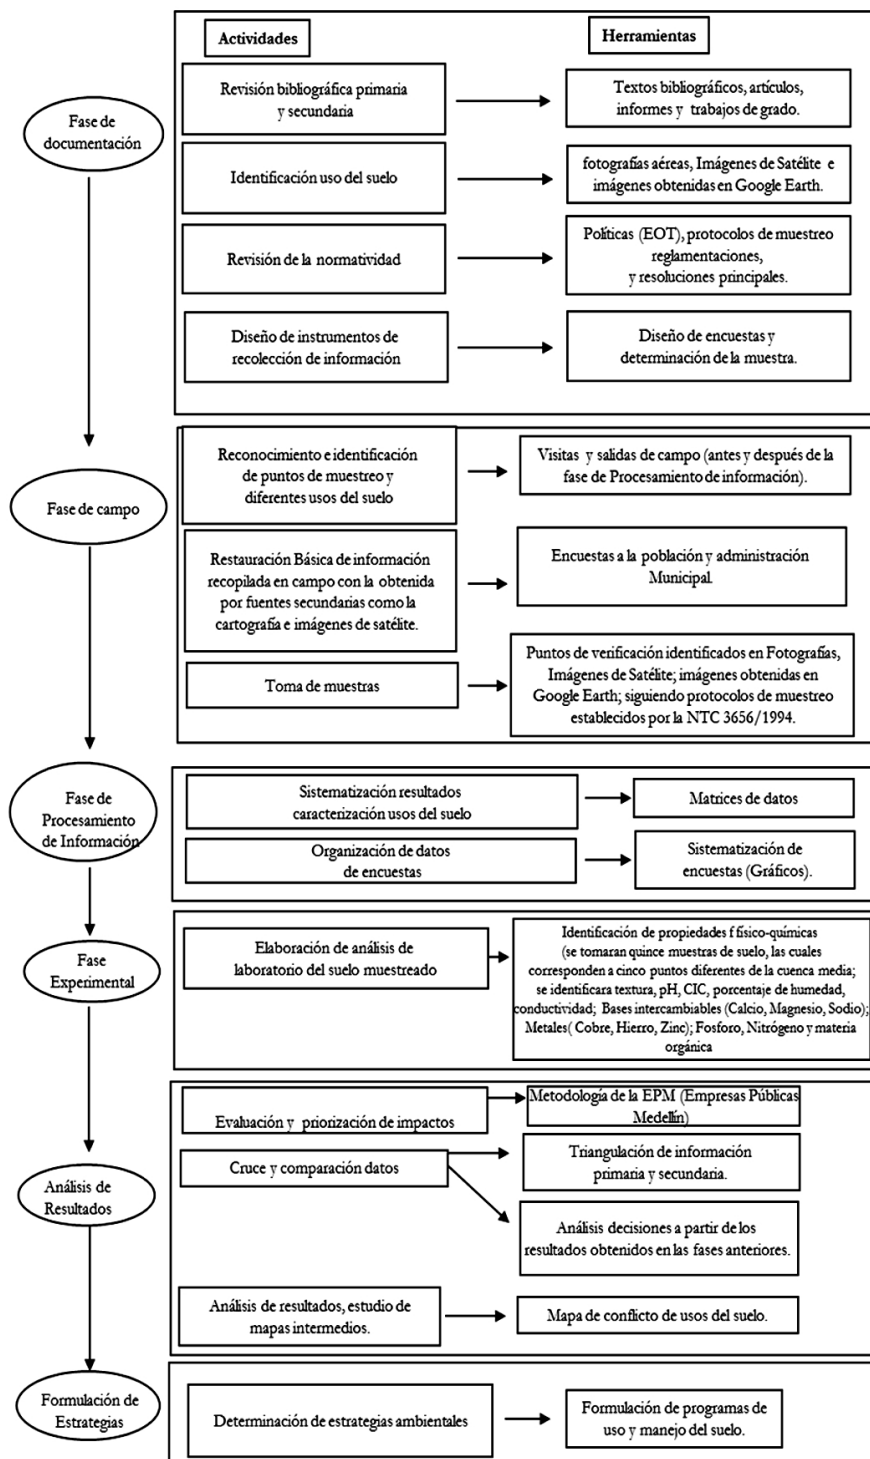 Actividades
Herramientas
Fase de
documentación
Revisión bibliográfica primaria
y secundaria
Textos bibliográficos, artículos,
informes y trabajos de grado.
Identificación uso del suelo
fotografías aéreas, Imágenes de Satélite e
imágenes obtenidas en Google Earth.
Revisión de la normatividad
Políticas (EOT), protocolos de muestreo
reglamentaciones,
y resoluciones principales.
Diseño de instrumentos de
recolección de información
Diseño de encuestas y
determinación de la muestra.
Fase de campo
Reconocimiento e identificación
de puntos de muestreo y
diferentes usos del suelo
Visitas y salidas de campo (antes y después de la
fase de Procesamiento de información).
Restauración Básica de información
recopilada en campo con la obtenida
por fuentes secundarias como la
cartografía e imágenes de satélite.
Encuestas a la población y administración
Municipal.
Toma de muestras
Puntos de verificación identificados en Fotografías,
Imágenes de Satélite; imágenes obtenidas en
Google Earth; siguiendo protocolos de muestreo
establecidos por la NTC 3656/1994.
Fase de
Procesamiento
de Información
Sistematización resultados
caracterización usos del suelo
Matrices de datos
Organización de datos
de encuestas
Sistematización de
encuestas (Gráficos).
Fase
Experimental
Elaboración de análisis de
laboratorio del suelo muestreado
Identificación de propiedades f físico-químicas
(se tomaran quince muestras de suelo, las cuales
corresponden a cinco puntos diferentes de la cuenca media;
se identificara textura, pH, CIC, porcentaje de humedad,
conductividad; Bases intercambiables (Calcio, Magnesio, Sodio);
Metales( Cobre, Hierro, Zinc); Fosforo, Nitrógeno y materia
orgánica
Análisis de
Resultados
Evaluación y priorización de impactos
Metodología de la EPM (Empresas Públicas
Medellín)
Cruce y comparación datos
Triangulación de información
primaria y secundaria.
Análisis decisiones a partir de los
resultados obtenidos en las fases anteriores.
Análisis de resultados, estudio de
mapas intermedios.
Mapa de conflicto de usos del suelo.
Formulación de
Estrategias
Determinación de estrategias ambientales
Formulación de programas de
uso y manejo del suelo.